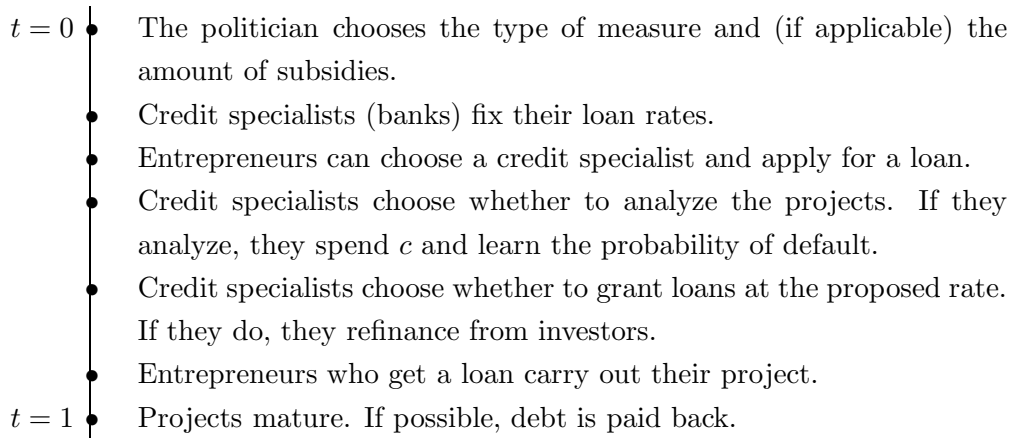 t = 0 The politician chooses the type of measure and (if applicable) the
amount of subsidies.
Credit specialists (banks) fix their loan rates.
Entrepreneurs can choose a credit specialist and apply for a loan.
Credit specialists choose whether to analyze the projects. If they
analyze, they spend c and learn the probability of default.
Credit specialists choose whether to grant loans at the proposed rate.
If they do, they refinance from investors.
Entrepreneurs who get a loan carry out their project.
t = 1 Projects mature. If possible, debt is paid back.